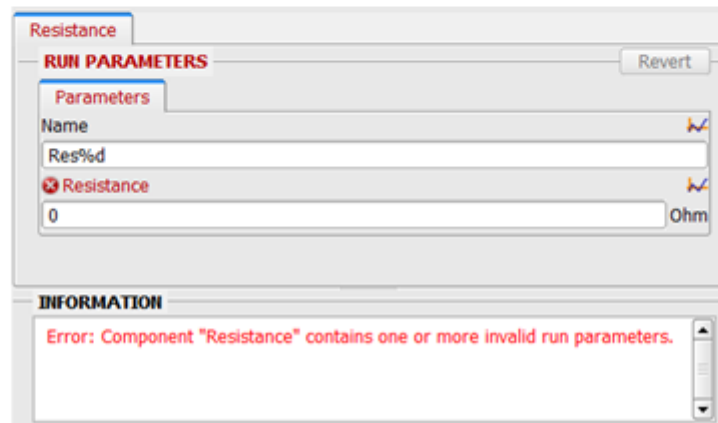 Resistance
RUN PARAMETERS
Revert
Parameters
Name
Res%d
Resistance
0
Ohm
INFORMATION
Error: Component "Resistance" contains one or more invalid run parameters.